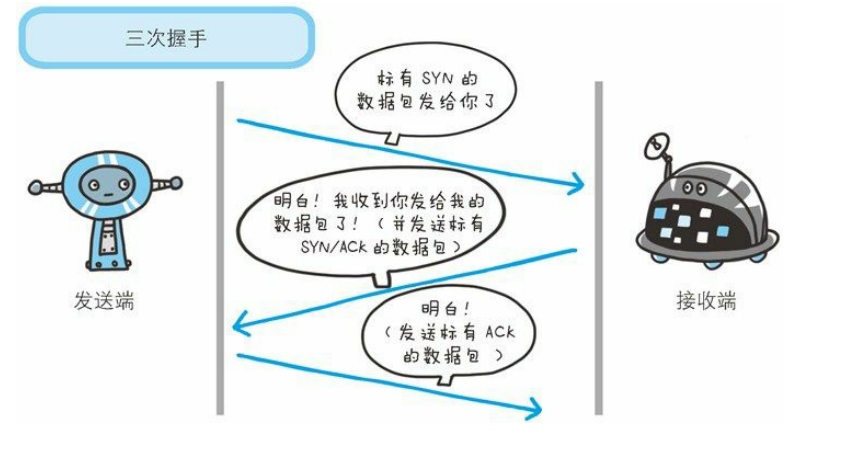 三次握手
标有 SYN 的
数据包发给你了
明白！我收到你发给我的
数据包了！（并发送标有
SYN/ACK 的数据包）
发送端
接收端
明白！
（发送标有 ACK
的数据包 ）